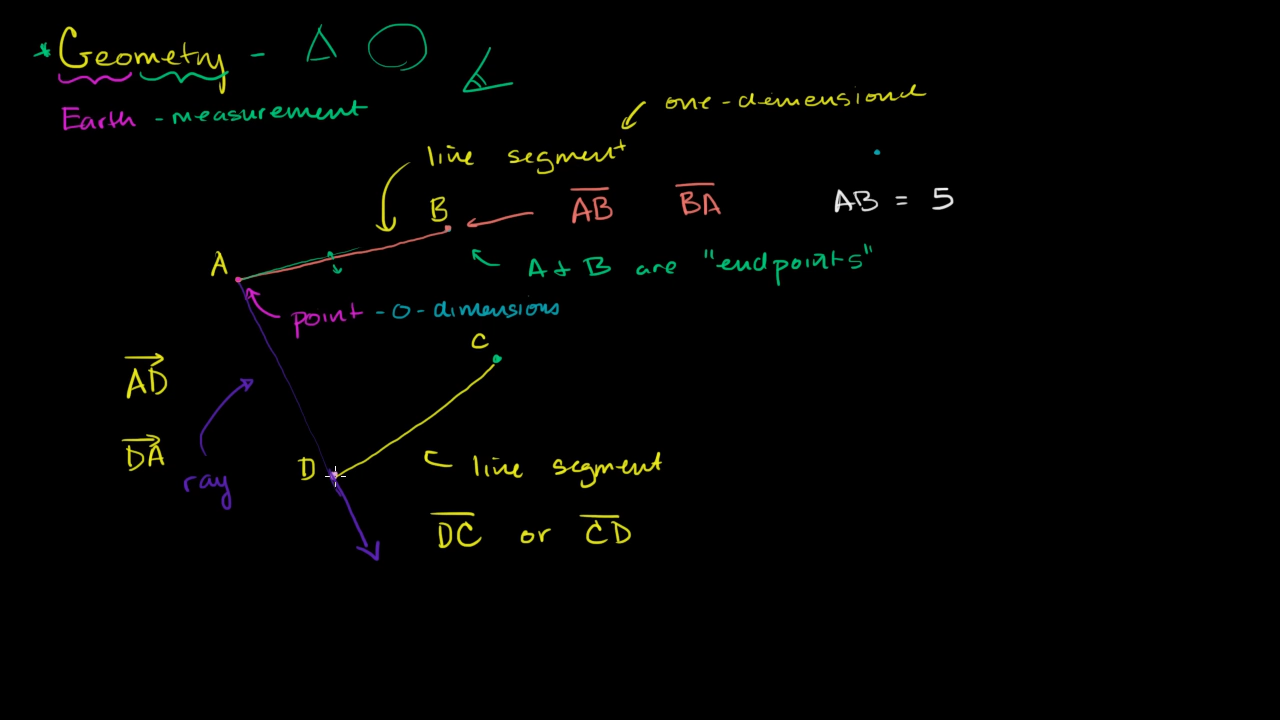 * Geometry -
Earth - measurement
one-dimensional
line segment
B
AB BA
AB = 5
A
A + B are "endpoints"
point - 0 - dimensions
C
AD
DA
ray
D
line segment
DC or CD